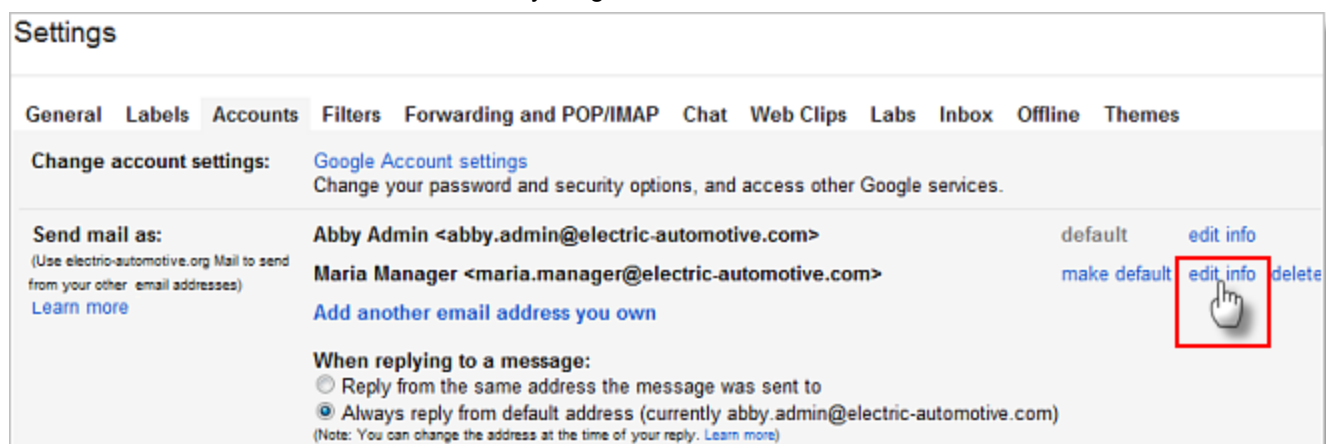 Settings
General Labels Accounts Filters Forwarding and POP/IMAP Chat Web Clips Labs Inbox Offline Themes
Change account settings: Google Account settings
Change your password and security options, and access other Google services.
Send mail as: Abby Admin <abby.admin@electric-automotive.com> default edit info
(Use electric-automotive.org Mail to send
from your other email addresses)
Maria Manager <maria.manager@electric-automotive.com> make default edit info delete
Learn more
Add another email address you own
When replying to a message:
Reply from the same address the message was sent to
Always reply from default address (currently abby.admin@electric-automotive.com)
(Note: You can change the address at the time of your reply. Learn more)